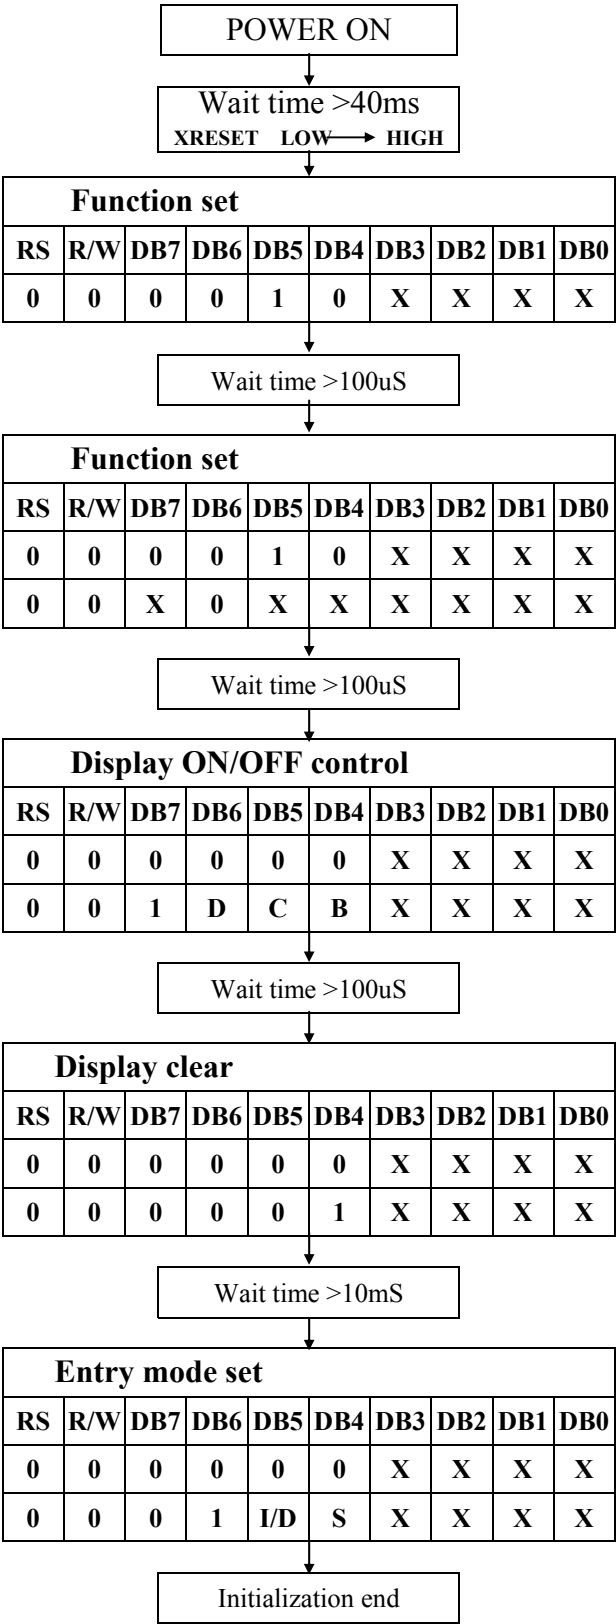 POWER ON
Wait time >40ms
XRESET LOW HIGH
Function set
RS R/W DB7 DB6 DB5 DB4 DB3 DB2 DB1 DB0
0 0 0 0 1 0 X X X X
Wait time >100uS
Function set
RS R/W DB7 DB6 DB5 DB4 DB3 DB2 DB1 DB0
0 0 0 0 1 0 X X X X
0 0 X 0 X X X X X X
Wait time >100uS
Display ON/OFF control
RS R/W DB7 DB6 DB5 DB4 DB3 DB2 DB1 DB0
0 0 0 0 0 0 X X X X
0 0 1 D C B X X X X
Wait time >100uS
Display clear
RS R/W DB7 DB6 DB5 DB4 DB3 DB2 DB1 DB0
0 0 0 0 0 0 X X X X
0 0 0 0 0 1 X X X X
Wait time >10mS
Entry mode set
RS R/W DB7 DB6 DB5 DB4 DB3 DB2 DB1 DB0
0 0 0 0 0 0 X X X X
0 0 0 1 I/D S X X X X
Initialization end